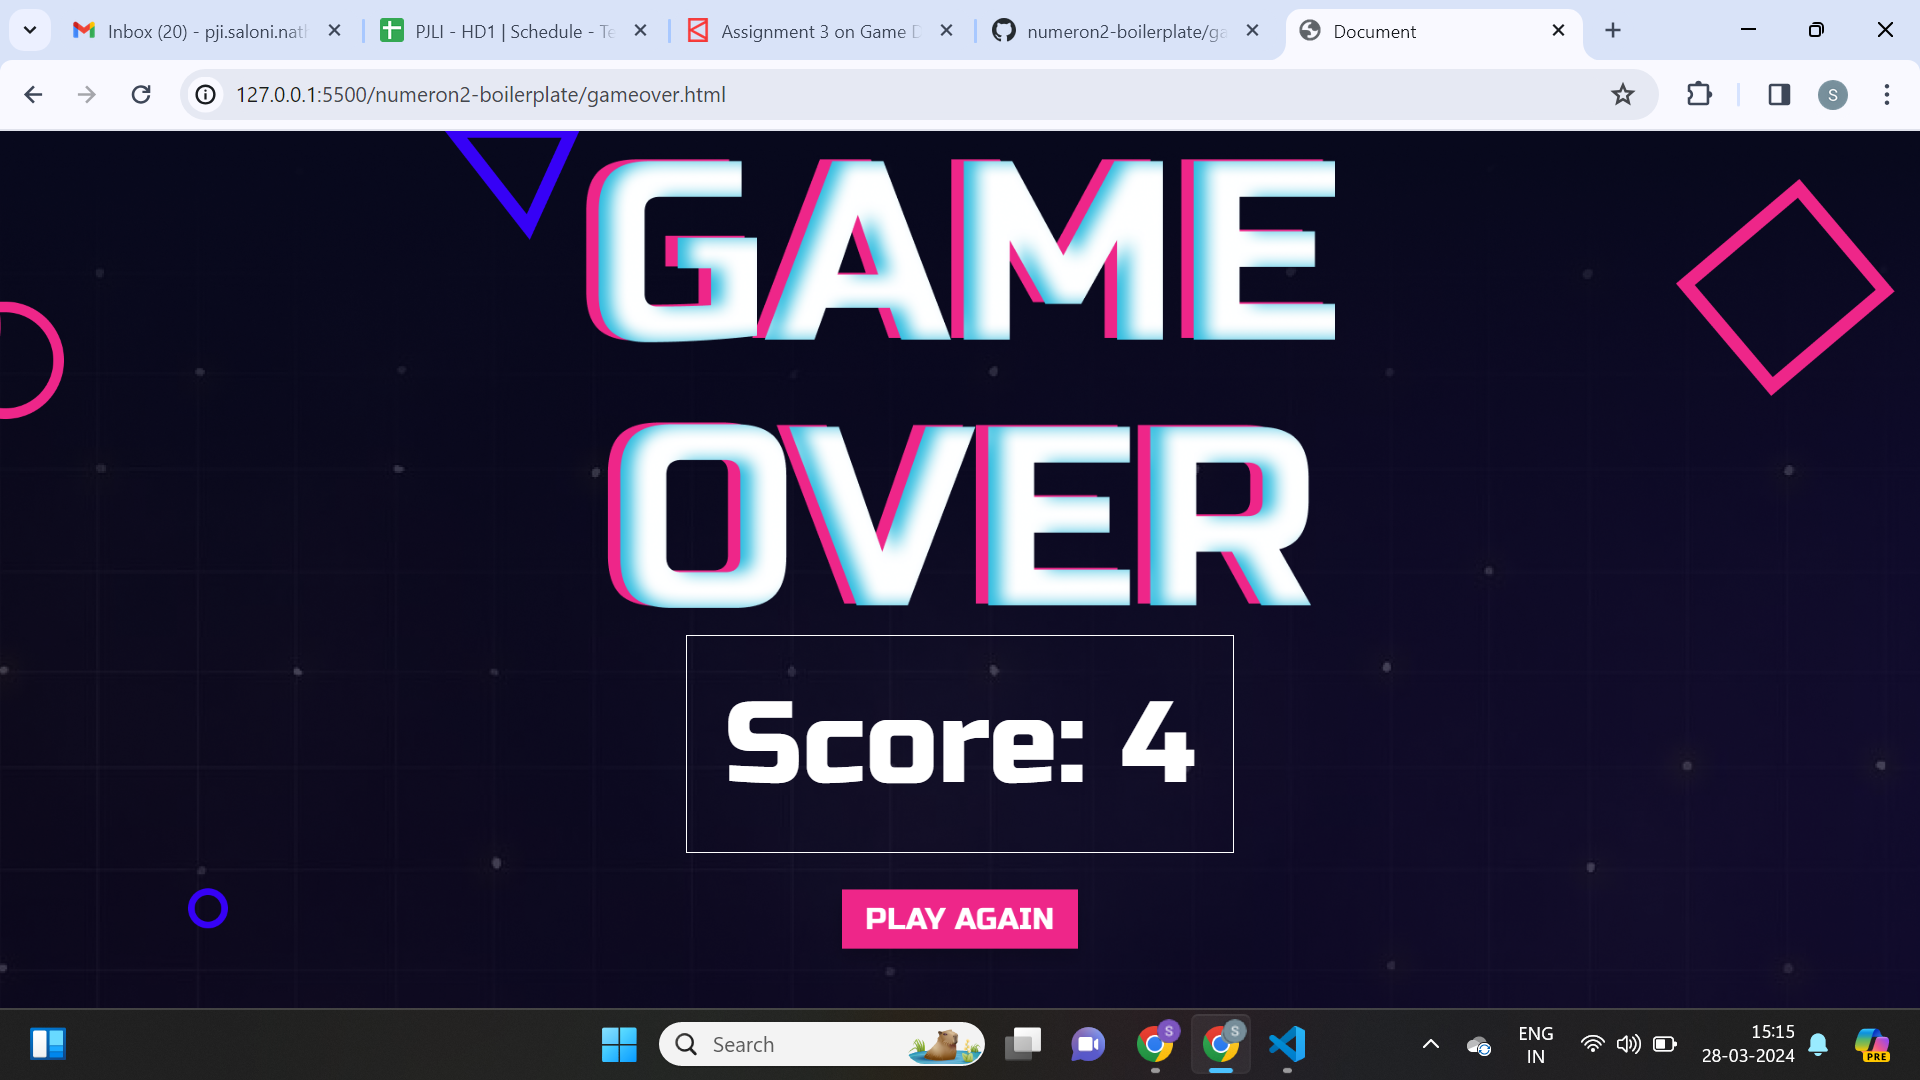 Inbox (20) - pji.saloni.nath
PJLI - HD1 | Schedule - Te
Assignment 3 on Game D
numeron2-boilerplate/ga
Document
127.0.0.1:5500/numeron2-boilerplate/gameover.html
S
GAME
OVER
Score: 4
PLAY AGAIN
Search
S
S
ENG
IN
15:15
28-03-2024
PRE